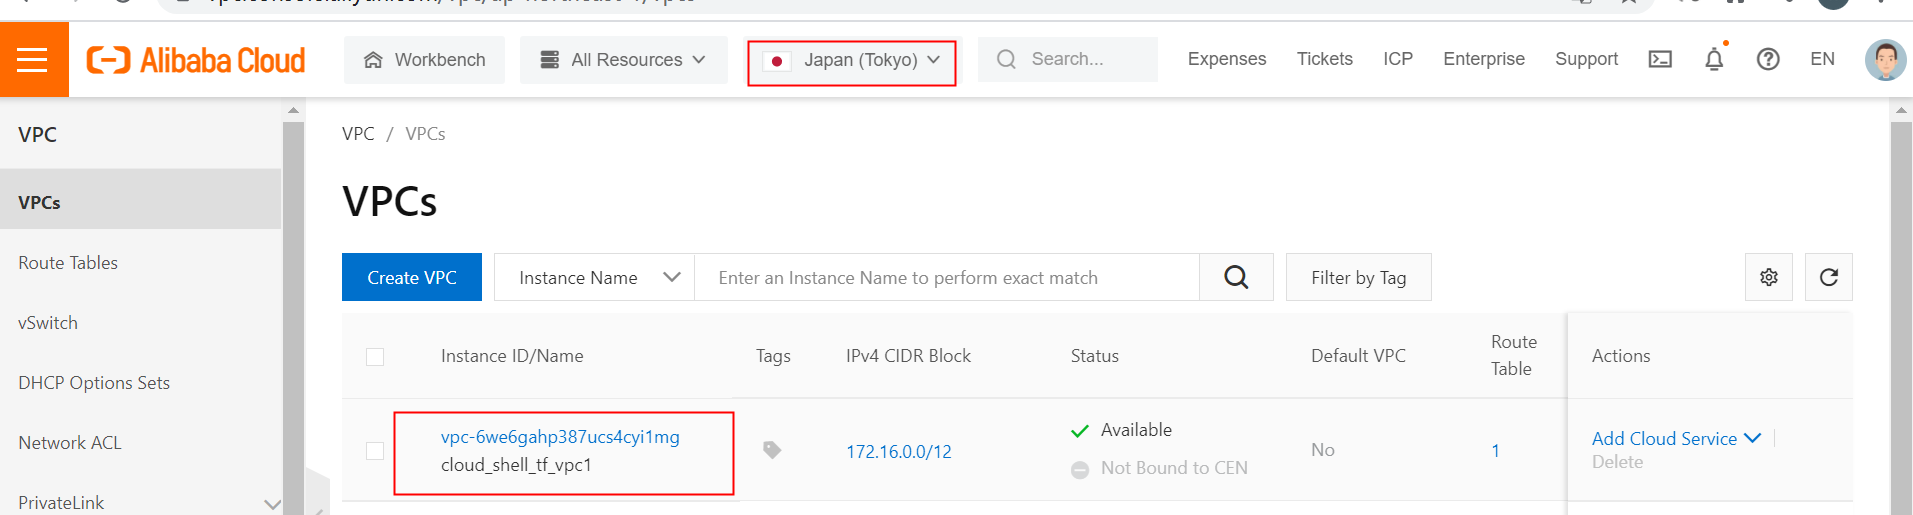 Alibaba Cloud
Workbench
All Resources
Japan (Tokyo)
Search...
Expenses
Tickets
ICP
Enterprise
Support
EN
VPC
VPCs
Route Tables
vSwitch
DHCP Options Sets
Network ACL
PrivateLink
VPC / VPCs
VPCs
Create VPC
Instance Name
Enter an Instance Name to perform exact match
Filter by Tag
Instance ID/Name
Tags
IPv4 CIDR Block
Status
Default VPC
Route
Table
Actions
vpc-6we6gahp387ucs4cyi1mg
cloud_shell_tf_vpc1
172.16.0.0/12
Available
Not Bound to CEN
No
1
Add Cloud Service
Delete